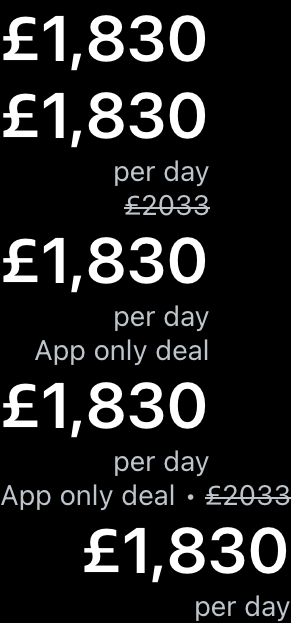 £1,830
£1,830
per day
£2033
£1,830
per day
App only deal
£1,830
per day
App only deal • £2033
£1,830
per day